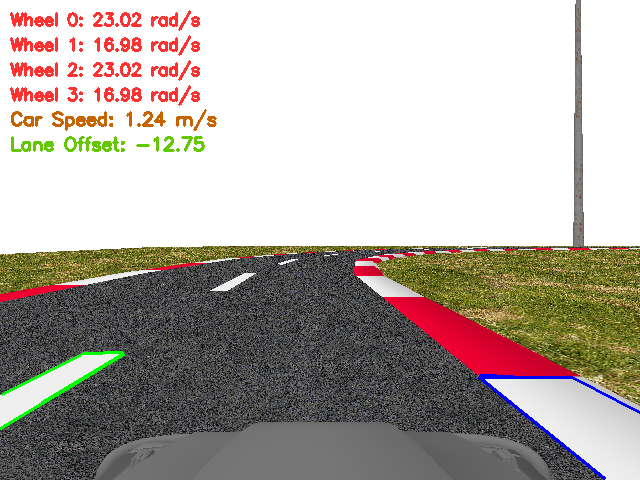 Wheel 0: 23.02 rad/s
Wheel 1: 16.98 rad/s
Wheel 2: 23.02 rad/s
Wheel 3: 16.98 rad/s
Car Speed: 1.24 m/s
Lane Offset: -12.75